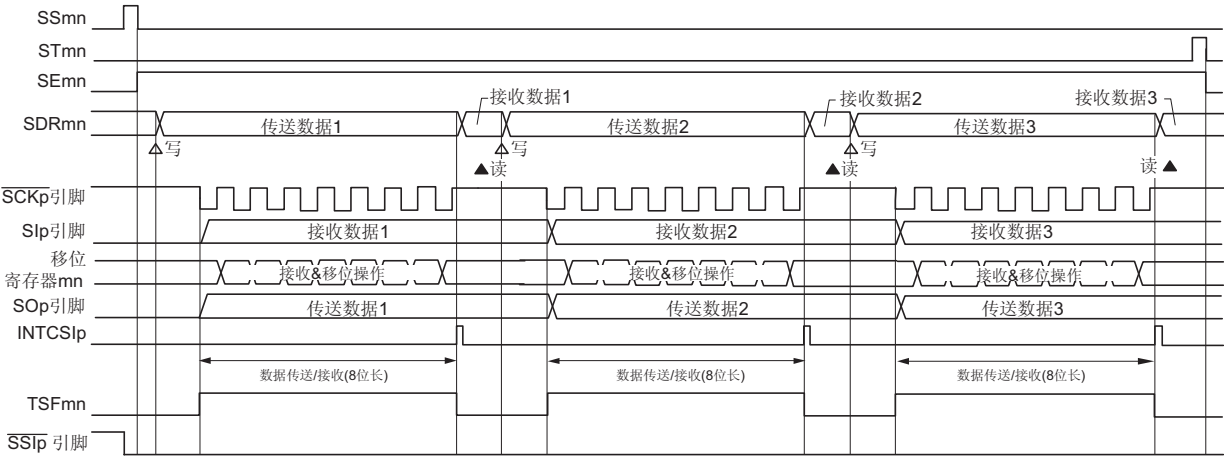 SSmn
STmn
SEmn
接收数据1 接收数据2 接收数据3
SDRmn 传送数据1 传送数据2 传送数据3
写 写 写
读 读 读
SCKp引脚
SIp引脚 接收数据1 接收数据2 接收数据3
移位
寄存器mn 接收&移位操作 接收&移位操作 接收&移位操作
SOp引脚 传送数据1 传送数据2 传送数据3
INTCSIp
数据传送/接收(8位长) 数据传送/接收(8位长) 数据传送/接收(8位长)
TSFmn
SSIp 引脚